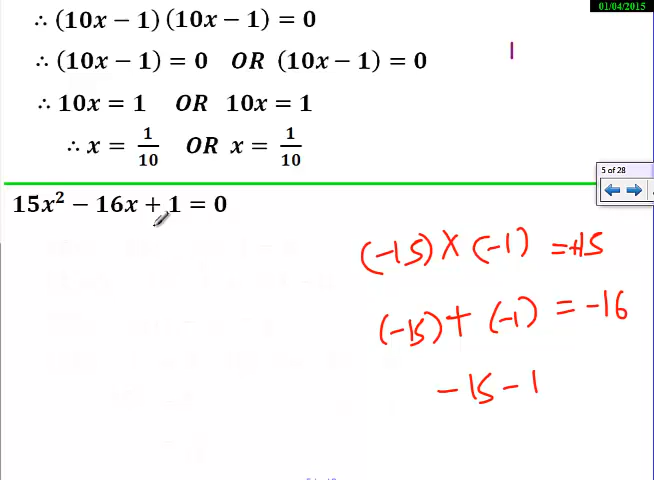 01/04/2015
∴ (10x − 1)(10x − 1) = 0
∴ (10x − 1) = 0 OR (10x − 1) = 0
∴ 10x = 1 OR 10x = 1
∴ x = 1/10 OR x = 1/10
5 of 28
15x² − 16x + 1 = 0
(-15) × (-1) = +15
(-15) + (-1) = -16
-15 - 1